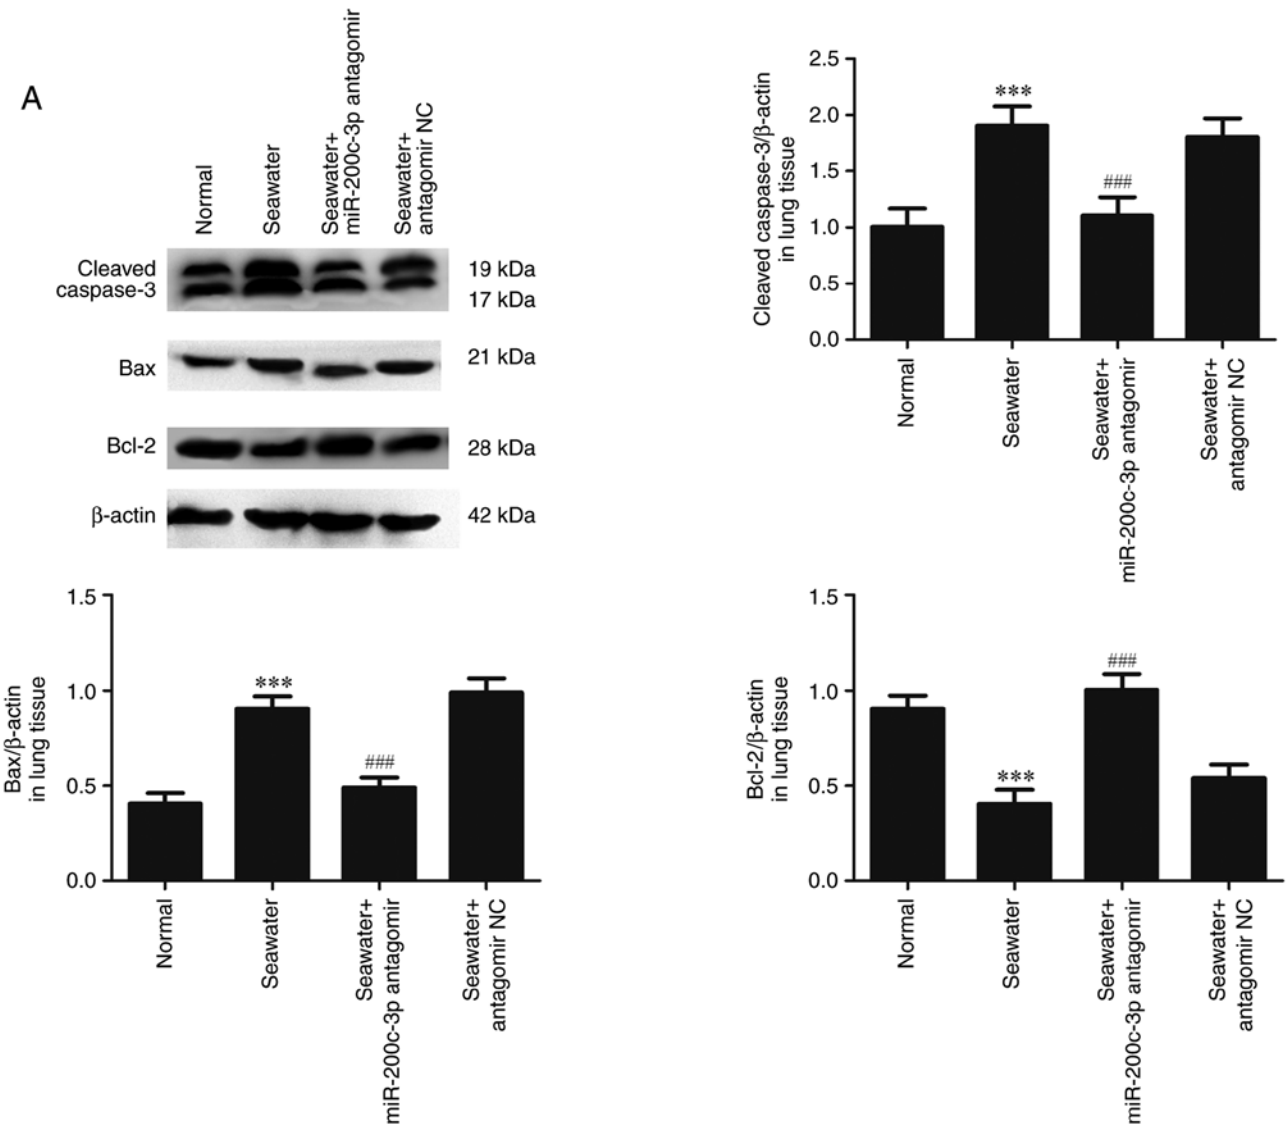 A
Normal
Seawater
Seawater+
miR-200c-3p antagomir
Seawater+
antagomir NC
Cleaved
caspase-3
19 kDa
17 kDa
Bax
21 kDa
Bcl-2
28 kDa
β-actin
42 kDa
Cleaved caspase-3/β-actin
in lung tissue
2.5
2.0
1.5
1.0
0.5
0.0
***
###
Normal
Seawater
Seawater+
miR-200c-3p antagomir
Seawater+
antagomir NC
Bax/β-actin
in lung tissue
1.5
1.0
0.5
0.0
***
###
Normal
Seawater
Seawater+
miR-200c-3p antagomir
Seawater+
antagomir NC
Bcl-2/β-actin
in lung tissue
1.5
1.0
0.5
0.0
***
###
Normal
Seawater
Seawater+
miR-200c-3p antagomir
Seawater+
antagomir NC